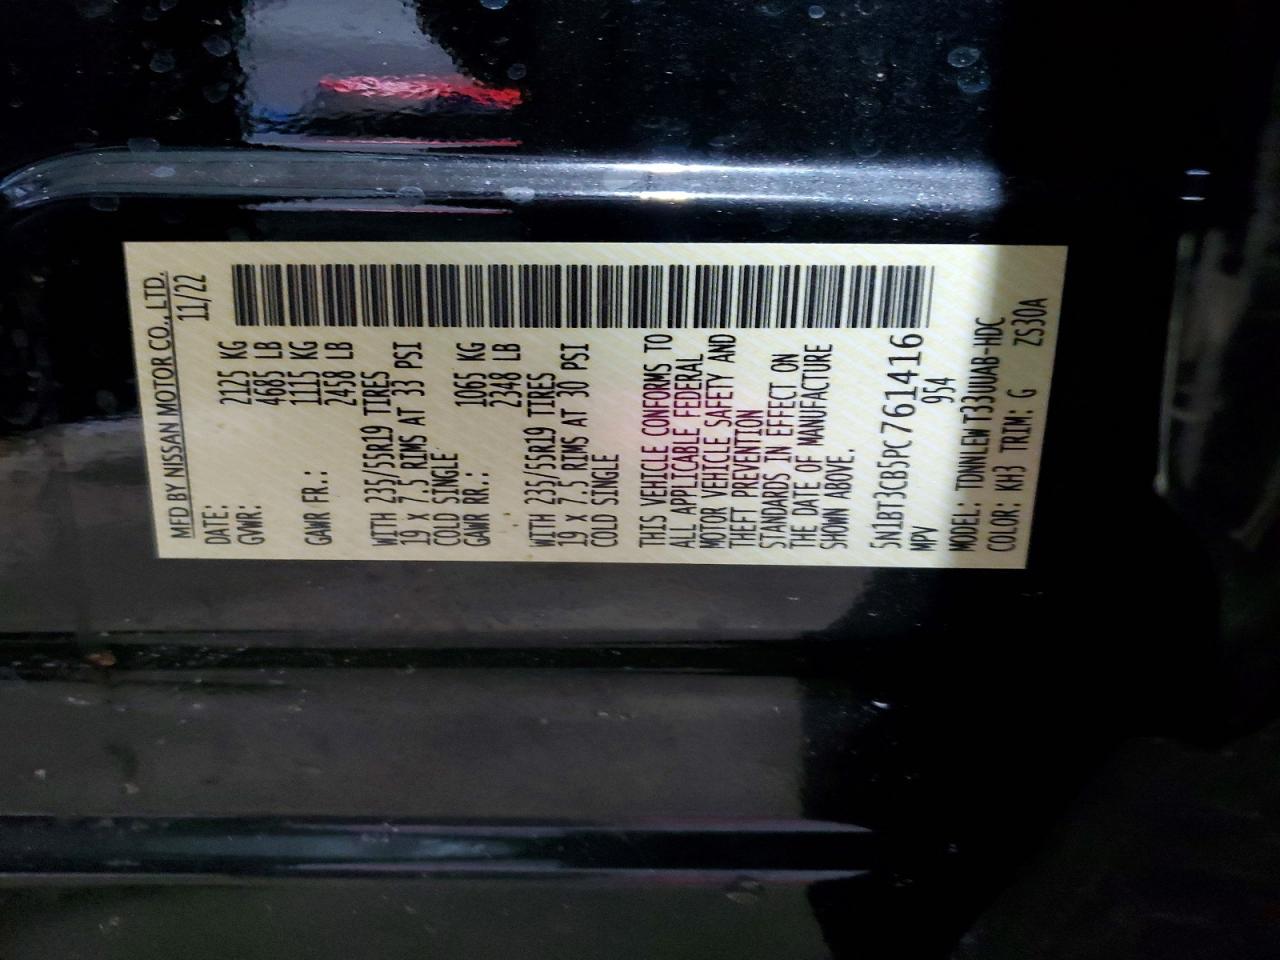 MFD BY NISSAN MOTOR CO., LTD.
DATE: 11/22
GVWR: 2125 KG
4685 LB
GAWR FR.: 1115 KG
2458 LB
WITH 235/55R19 TIRES
19 x 7.5 RIMS AT 33 PSI
COLD SINGLE
GAWR RR.: 1065 KG
2348 LB
WITH 235/55R19 TIRES
19 x 7.5 RIMS AT 30 PSI
COLD SINGLE
THIS VEHICLE CONFORMS TO
ALL APPLICABLE FEDERAL
MOTOR VEHICLE SAFETY AND
THEFT PREVENTION
STANDARDS IN EFFECT ON
THE DATE OF MANUFACTURE
SHOWN ABOVE.
5N1BT3CB5PC761416
MPV 954
MODEL: TDNNLEW T33UUAB-HDC
COLOR: KH3 TRIM: G ZS30A